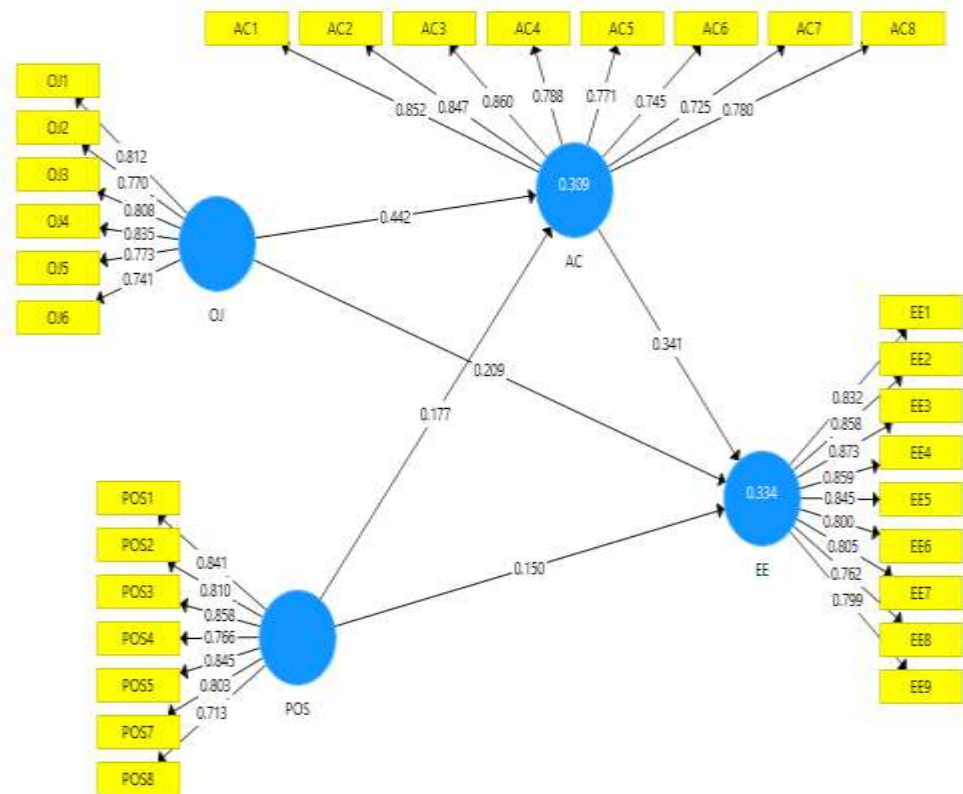 AC1 AC2 AC3 AC4 AC5 AC6 AC7 AC8
0.852 0.847 0.860 0.788 0.771 0.745 0.725 0.780
OJ1
OJ2
OJ3
OJ4
OJ5
OJ6
0.812
0.770
0.808
0.835
0.773
0.741
OJ
0.442
0.309
AC
0.209
0.177
0.341
POS1
POS2
POS3
POS4
POS5
POS7
POS8
0.841
0.810
0.858
0.766
0.845
0.803
0.713
POS
0.150
0.334
EE
0.832
0.858
0.873
0.859
0.845
0.800
0.805
0.762
0.799
EE1
EE2
EE3
EE4
EE5
EE6
EE7
EE8
EE9